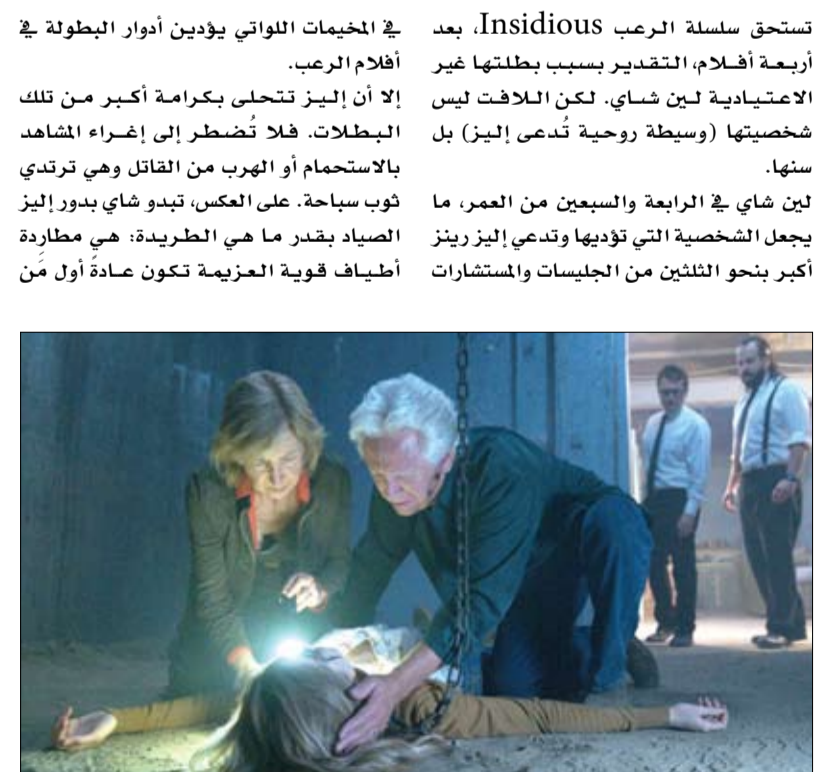 تستحق سلسلة الرعب Insidious، بعد
أربعة أفلام، التقدير بسبب بطلتها غير
الاعتيادية لين شاي. لكن اللافت ليس
شخصيتها (وسيطة روحية تُدعى إليز) بل
سنها.
لين شاي في الرابعة والسبعين من العمر، ما
يجعل الشخصية التي تؤديها وتدعي إليز رينز
أكبر بنحو الثلثين من الجليسات والمستشارات
في المخيمات اللواتي يؤدين أدوار البطولة في
أفلام الرعب.
إلا أن إليز تتحلى بكرامة أكبر من تلك
البطلات. فلا تُضطر إلى إغراء المشاهد
بالاستحمام أو الهرب من القاتل وهي ترتدي
ثوب سباحة. على العكس، تبدو شاي بدور إليز
الصياد بقدر ما هي الطريدة: هي مطارِدة
أطياف قوية العزيمة تكون عادةً أول مَن